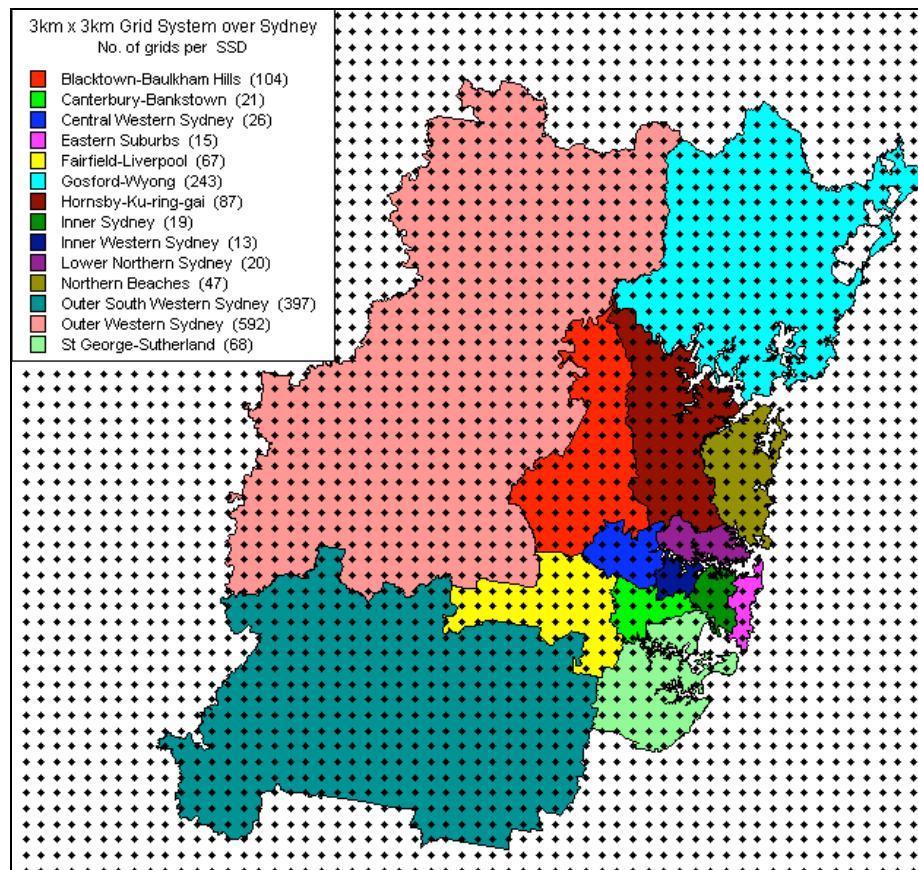 3km x 3km Grid System over Sydney
No. of grids per SSD
Blacktown-Baulkham Hills (104)
Canterbury-Bankstown (21)
Central Western Sydney (26)
Eastern Suburbs (15)
Fairfield-Liverpool (67)
Gosford-Wyong (243)
Hornsby-Ku-ring-gai (87)
Inner Sydney (19)
Inner Western Sydney (13)
Lower Northern Sydney (20)
Northern Beaches (47)
Outer South Western Sydney (397)
Outer Western Sydney (592)
St George-Sutherland (68)